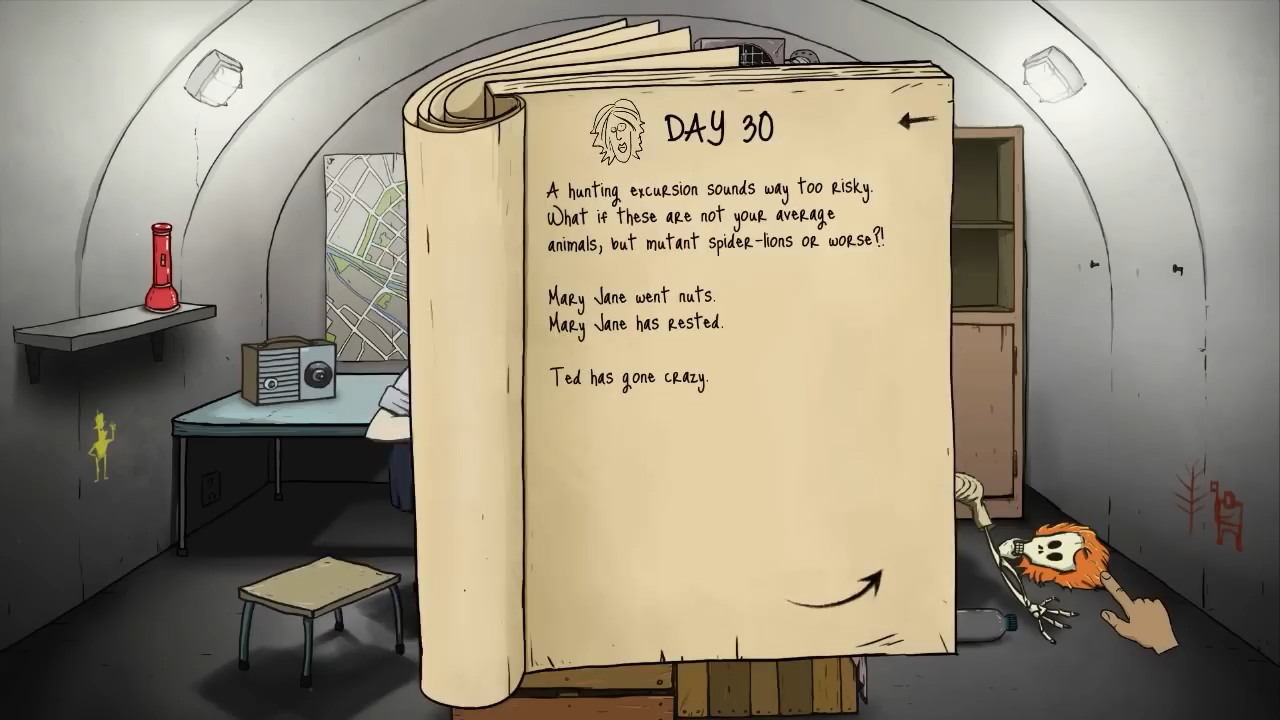 DAY 30
A hunting excursion sounds way too risky.
What if these are not your average
animals, but mutant spider-lions or worse?!
Mary Jane went nuts.
Mary Jane has rested.
Ted has gone crazy.